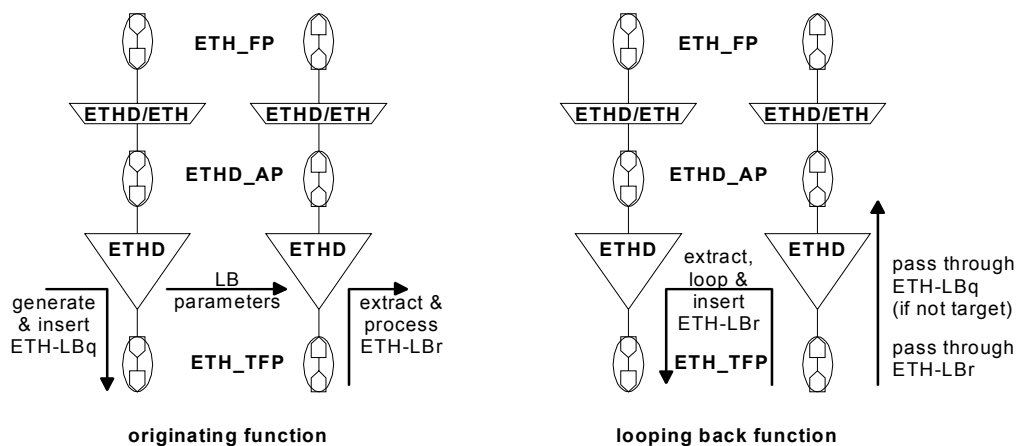 ETH_FP
ETH_FP
ETHD/ETH
ETHD/ETH
ETHD/ETH
ETHD/ETH
ETHD_AP
ETHD_AP
ETHD
ETHD
ETHD
ETHD
generate
& insert
ETH-LBq
LB
parameters
extract &
process
ETH-LBr
extract,
loop &
insert
ETH-LBr
pass through
ETH-LBq
(if not target)
pass through
ETH-LBr
ETH_TFP
ETH_TFP
originating function
looping back function